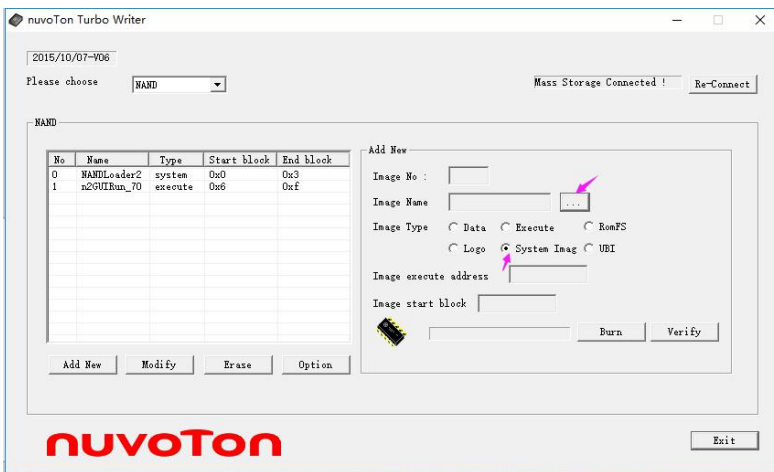 nuvoTon Turbo Writer
2015/10/07-V06
Please choose NAND Mass Storage Connected ! Re-Connect
NAND
No Name Type Start block End block
0 NANDLoader2 system 0x0 0x3
1 n2GUIRun_70 execute 0x6 0xf
Add New
Image No :
Image Name ...
Image Type Data Execute RomFS
Logo System Imag UBI
Image execute address
Image start block
Burn Verify
Add New Modify Erase Option
nuvoTon
Exit